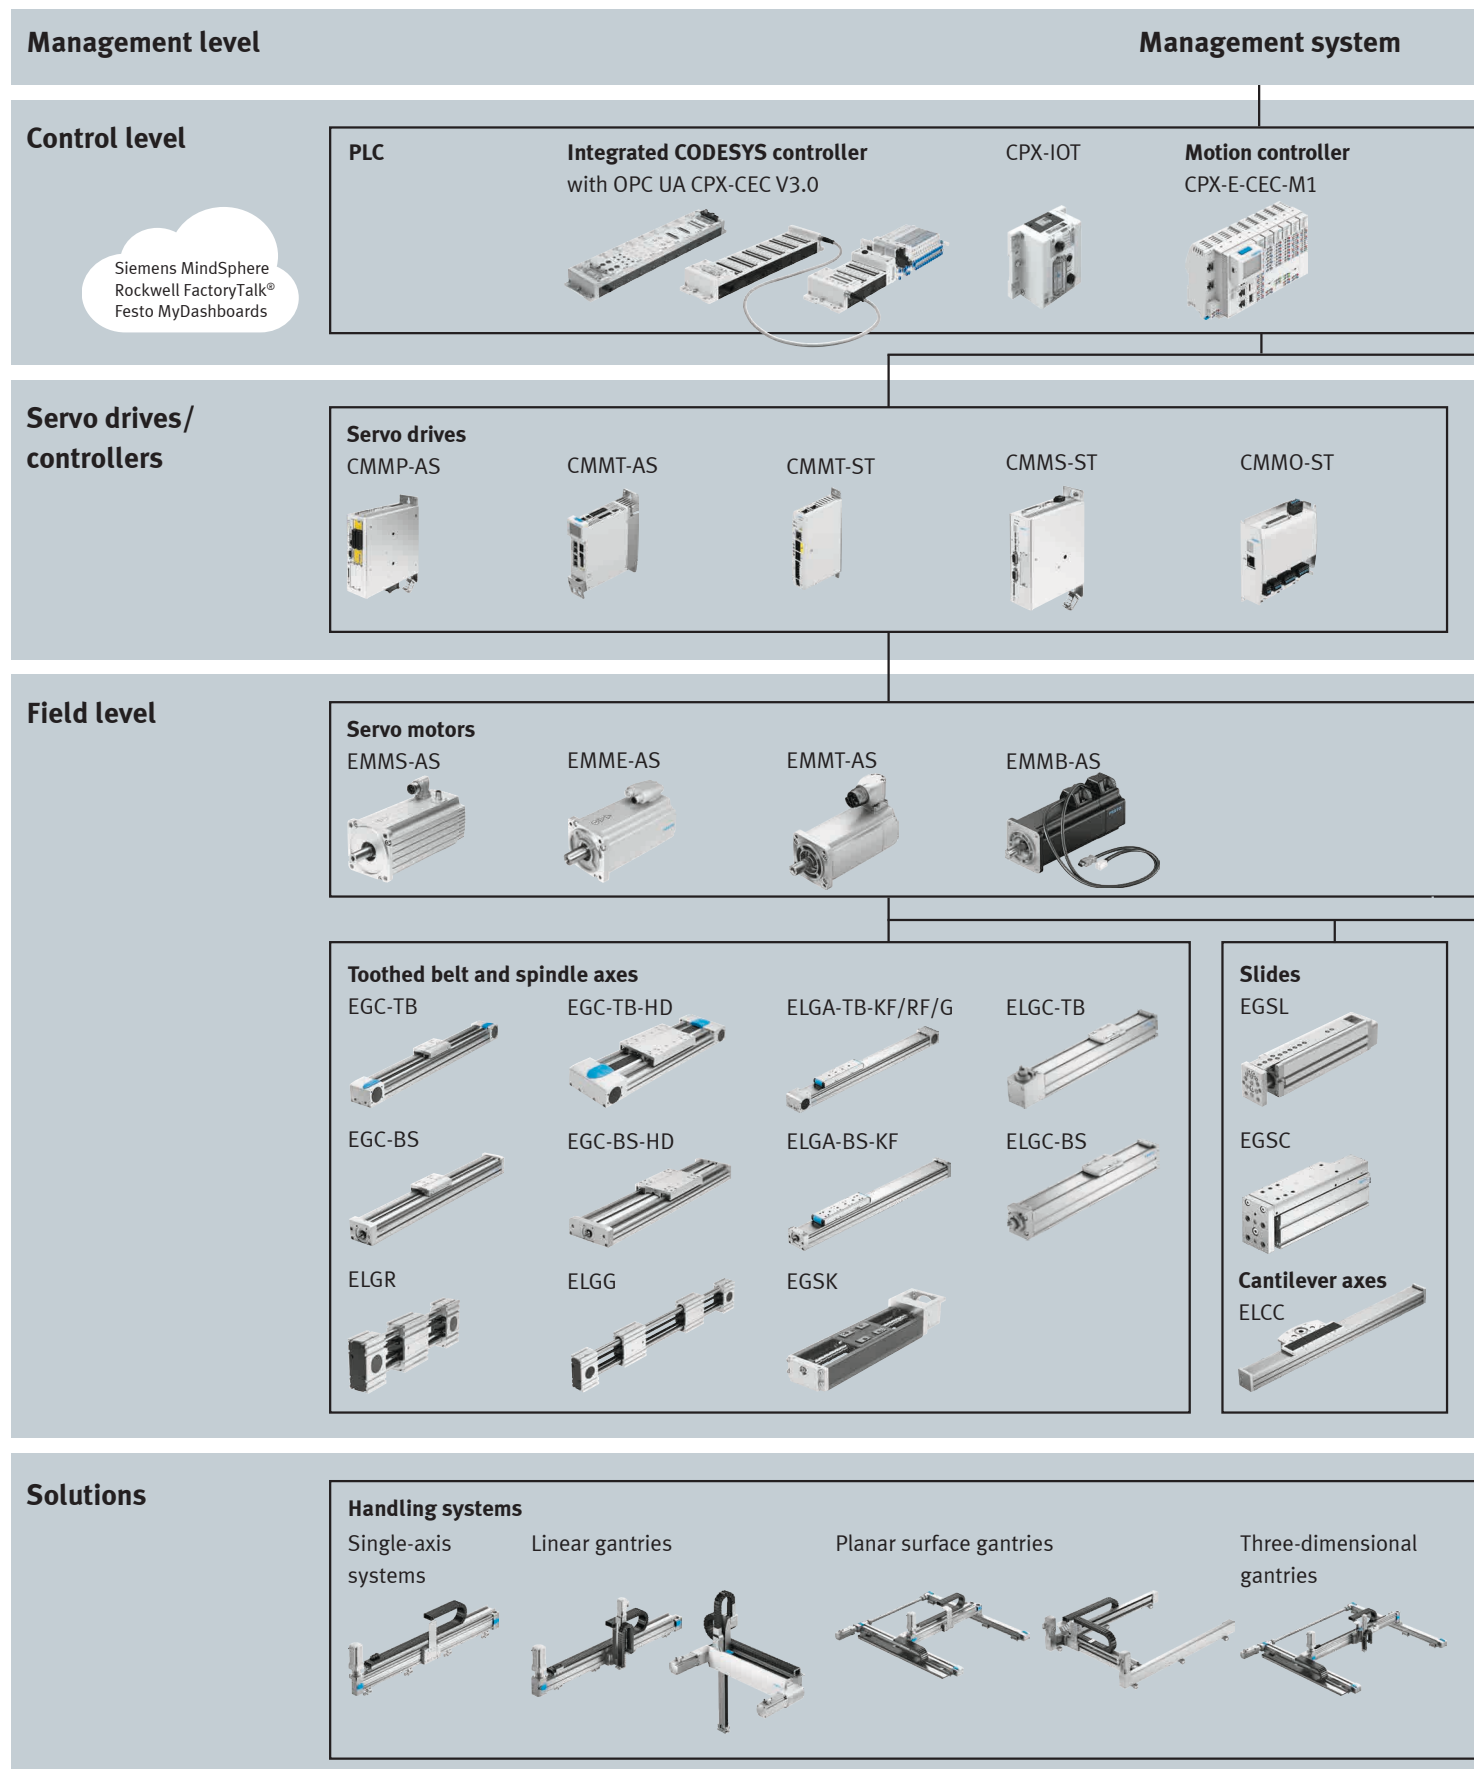 Management level
Management system
Control level
PLC
Integrated CODESYS controller
with OPC UA CPX-CEC V3.0
CPX-IOT
Motion controller
CPX-E-CEC-M1
Siemens MindSphere
Rockwell FactoryTalk®
Festo MyDashboards
Servo drives/
controllers
Servo drives
CMMP-AS
CMMT-AS
CMMT-ST
CMMS-ST
CMMO-ST
Field level
Servo motors
EMMS-AS
EMME-AS
EMMT-AS
EMMB-AS
Toothed belt and spindle axes
EGC-TB
EGC-TB-HD
ELGA-TB-KF/RF/G
ELGC-TB
EGC-BS
EGC-BS-HD
ELGA-BS-KF
ELGC-BS
ELGR
ELGG
EGSK
Slides
EGSL
EGSC
Cantilever axes
ELCC
Solutions
Handling systems
Single-axis
systems
Linear gantries
Planar surface gantries
Three-dimensional
gantries